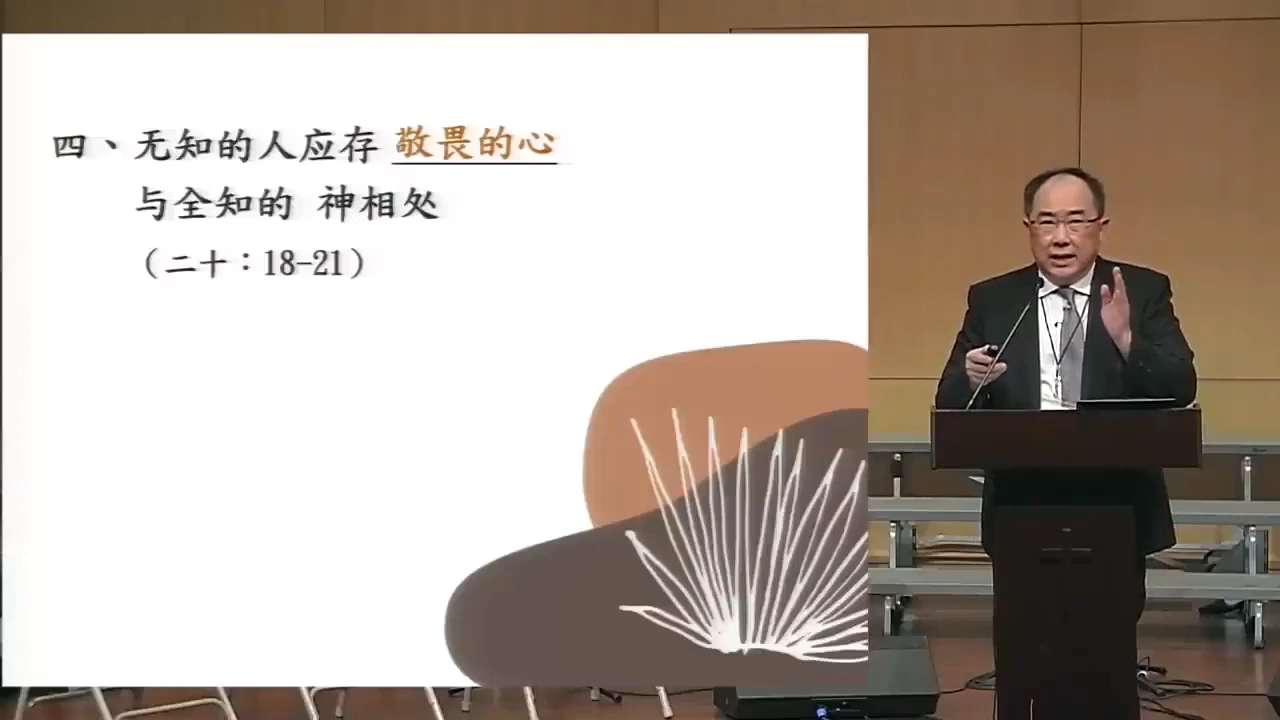 四、无知的人应存 敬畏的心
与全知的 神相处
（二十：18-21）